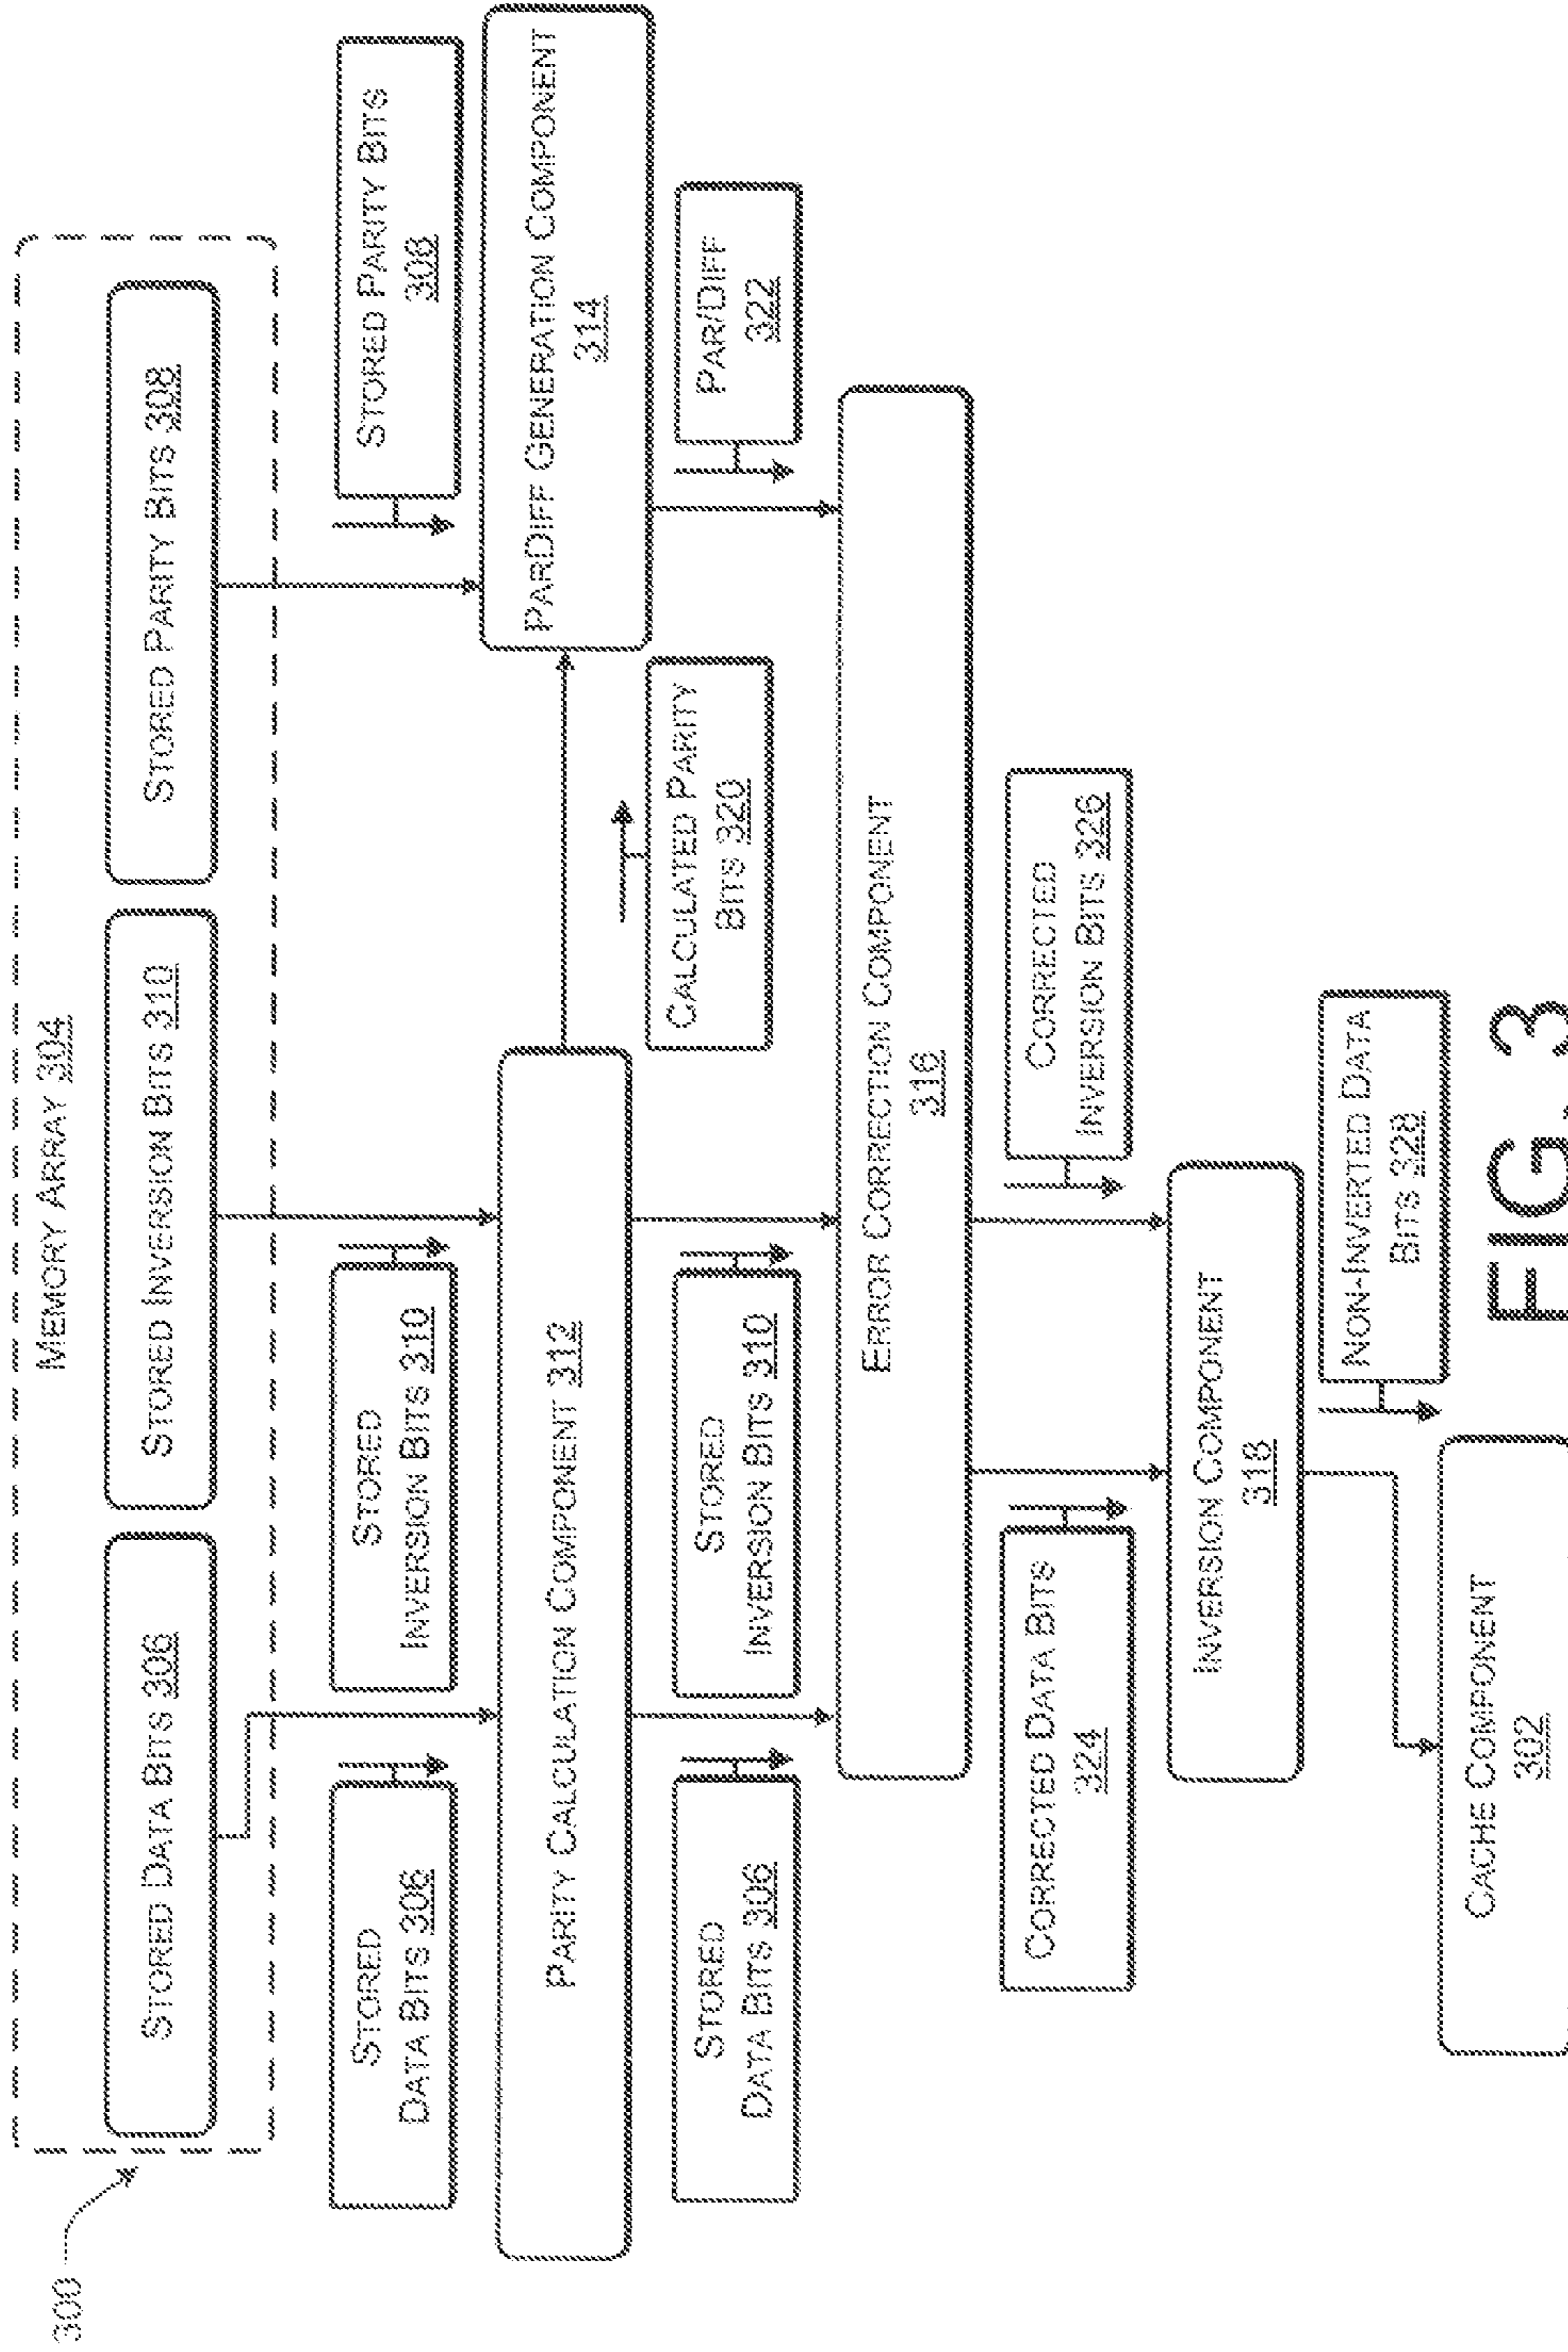 300
MEMORY ARRAY 304
STORED DATA BITS 306
STORED INVERSION BITS 310
STORED PARITY BITS 308
STORED
DATA BITS 306
STORED
INVERSION BITS 310
STORED PARITY BITS
308
PARITY CALCULATION COMPONENT 312
PARDIFF GENERATION COMPONENT
314
STORED
DATA BITS 306
STORED
INVERSION BITS 310
CALCULATED PARITY
BITS 320
PAR/DIFF
322
ERROR CORRECTION COMPONENT
316
CORRECTED DATA BITS
324
CORRECTED
INVERSION BITS 326
INVERSION COMPONENT
318
NON-INVERTED DATA
BITS 328
CACHE COMPONENT
302
FIG. 3